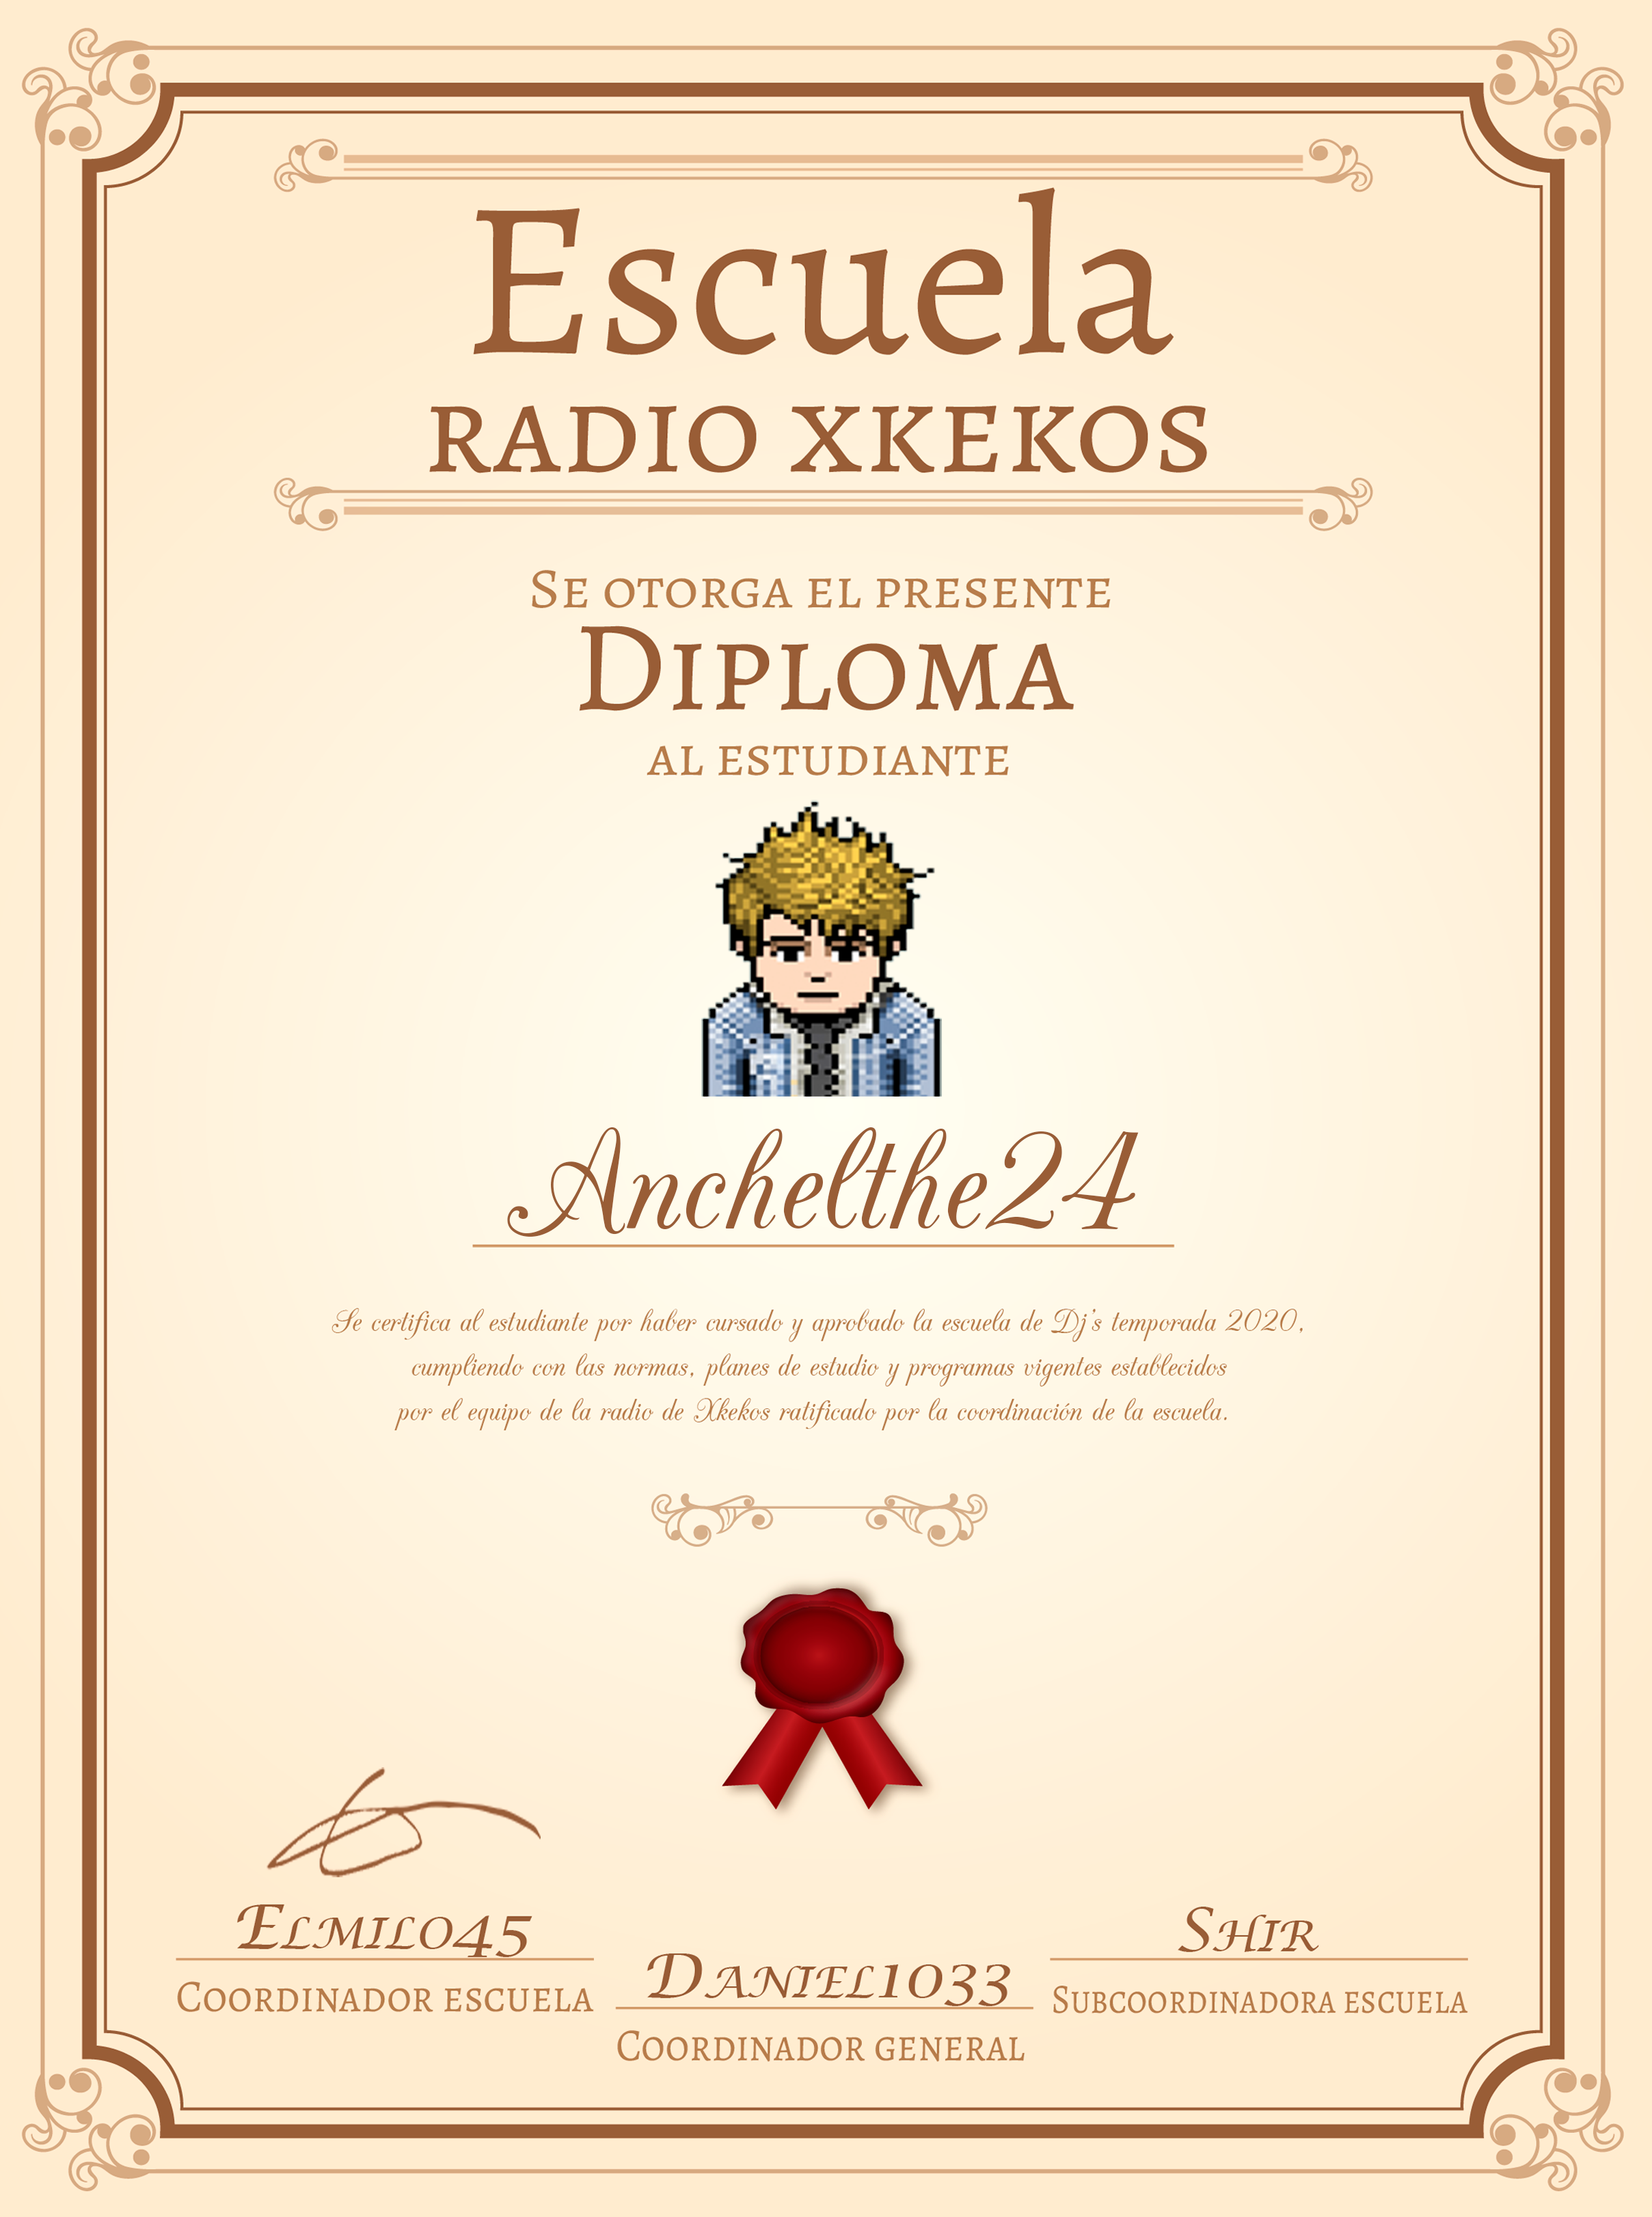 Escuela
RADIO XKEKOS
SE OTORGA EL PRESENTE
DIPLOMA
AL ESTUDIANTE
Anchelthe24
Se certifica al estudiante por haber cursado y aprobado la escuela de Dj's temporada 2020,
cumpliendo con las normas, planes de estudio y programas vigentes establecidos
por el equipo de la radio de Xkekos ratificado por la coordinación de la escuela.
ELMILO45
COORDINADOR ESCUELA
DANIEL1033
COORDINADOR GENERAL
SHIR
SUBCOORDINADORA ESCUELA